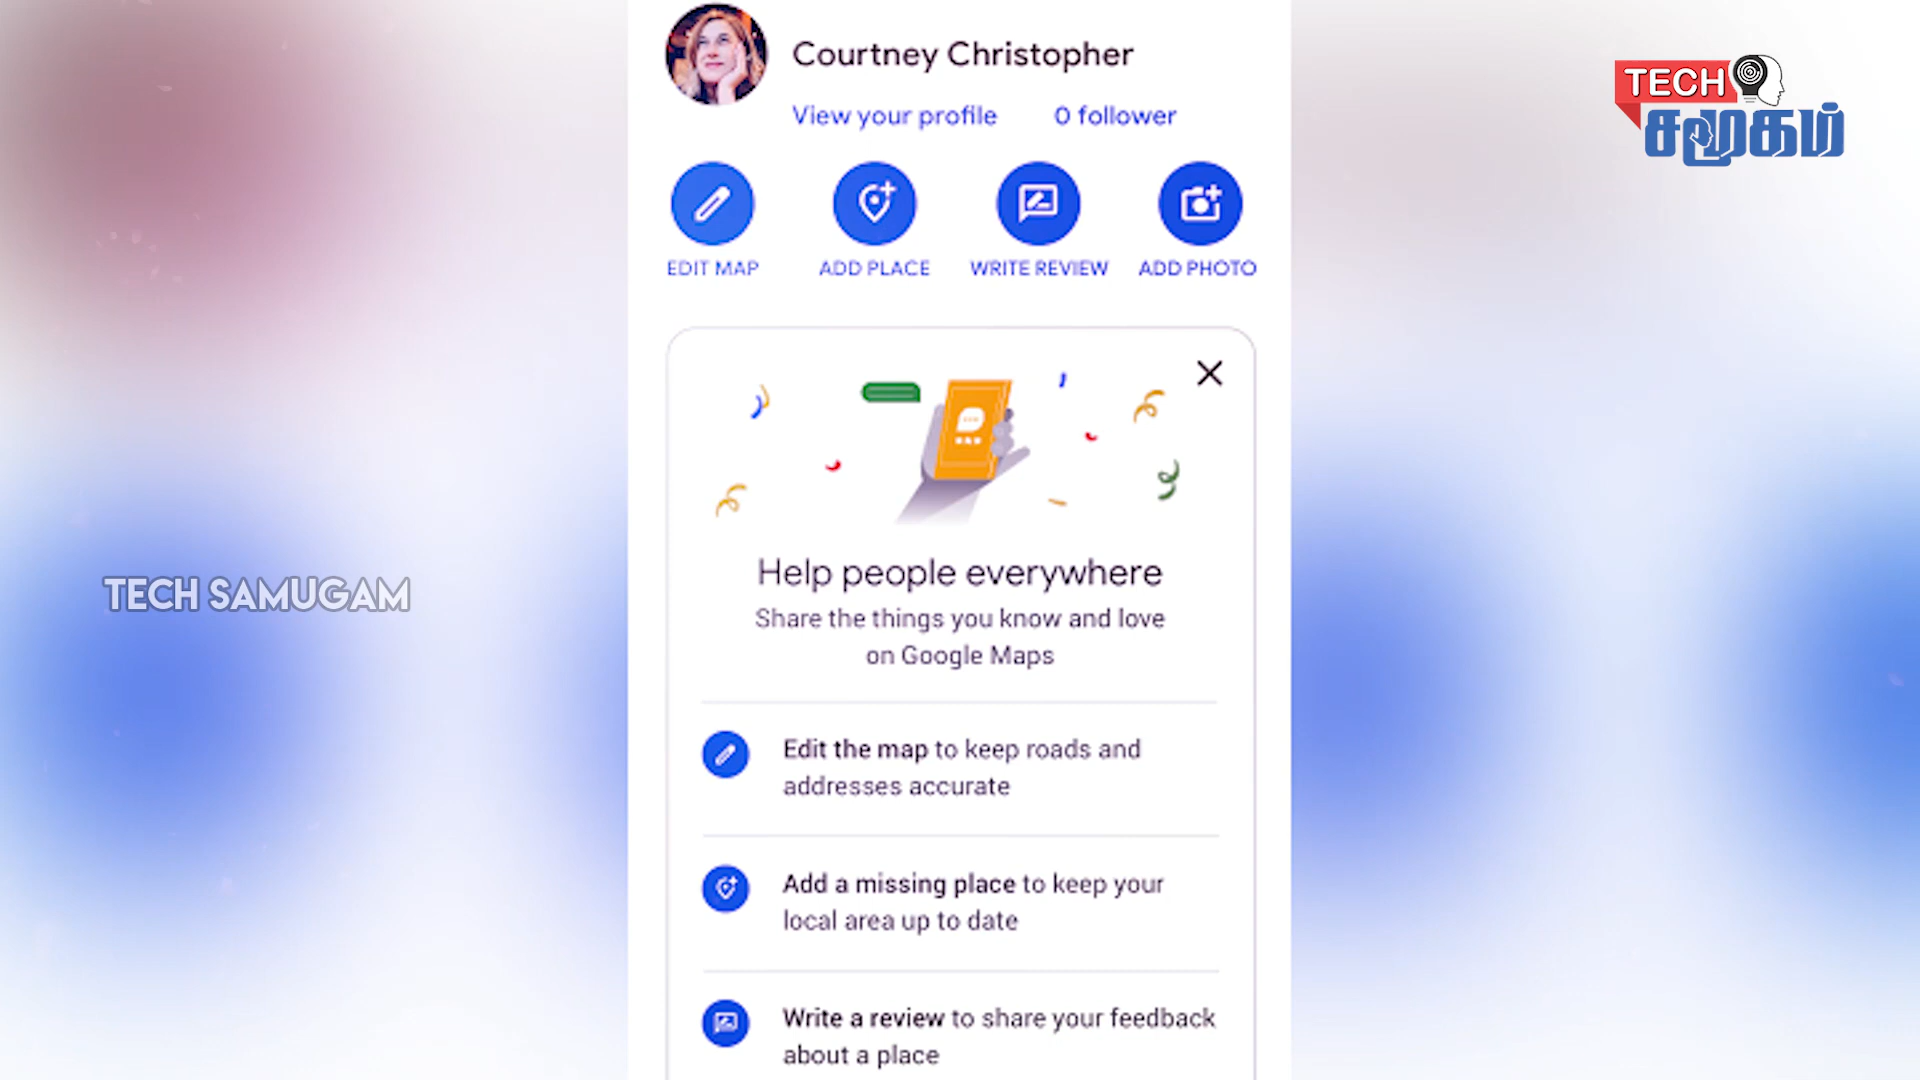 Courtney Christopher
View your profile 0 follower
EDIT MAP ADD PLACE WRITE REVIEW ADD PHOTO
TECH
சமூகம்
Help people everywhere
Share the things you know and love
on Google Maps
TECH SAMUGAM
Edit the map to keep roads and
addresses accurate
Add a missing place to keep your
local area up to date
Write a review to share your feedback
about a place